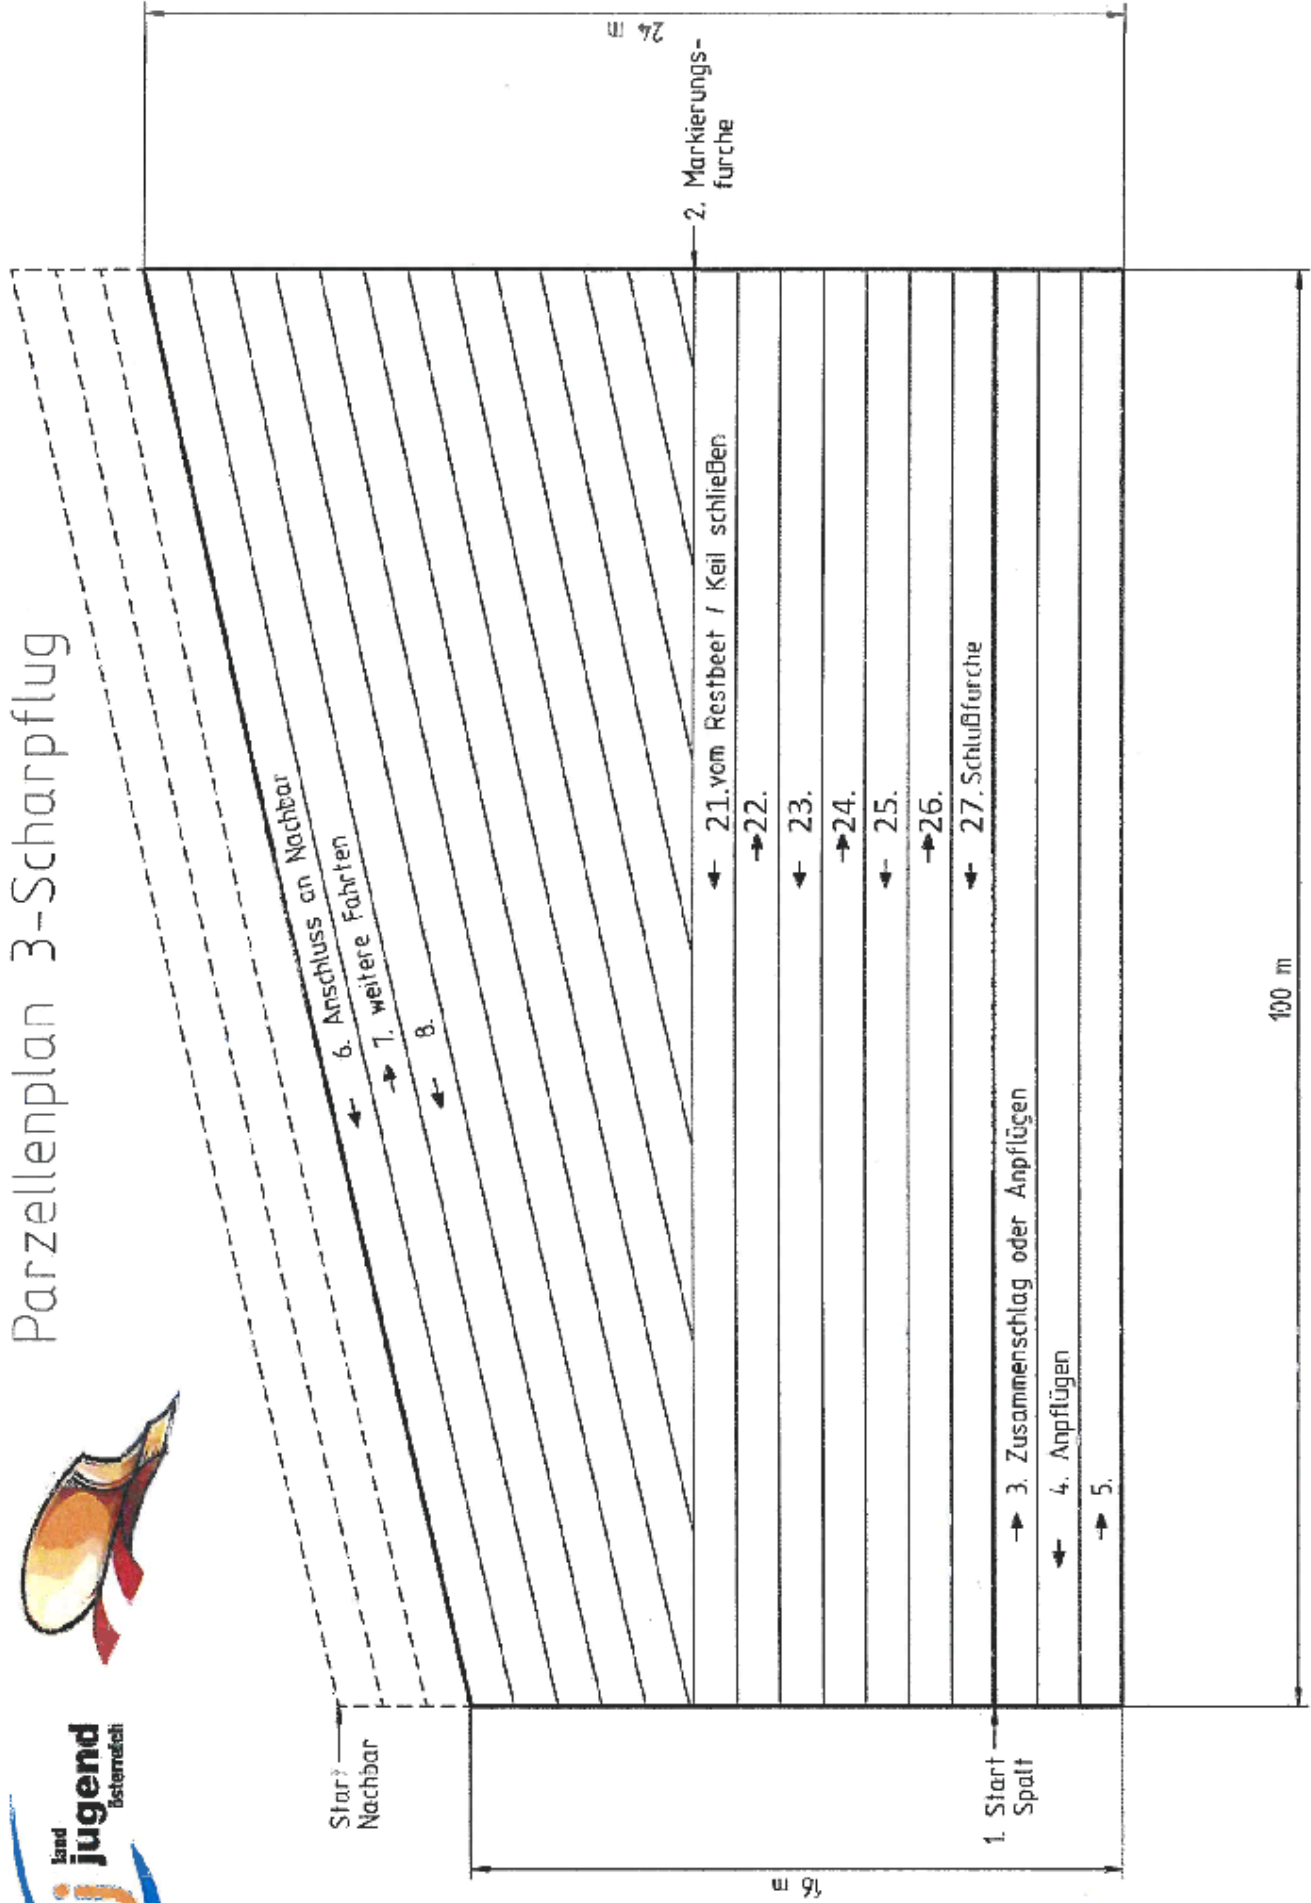 Parzellenplan 3-Scharpflug
land
jugend
österreich
Start
Nachbar
24 m
2. Markierungs-
furche
6. Anschluss an Nachbar
7. weitere Fahrten
8.
21.vom Restbeet / Keil schließen
22.
23.
24.
25.
26.
27. Schlußfurche
3. Zusammenschlag oder Anpflügen
4. Anpflügen
5.
1. Start
Spalt
16 m
100 m